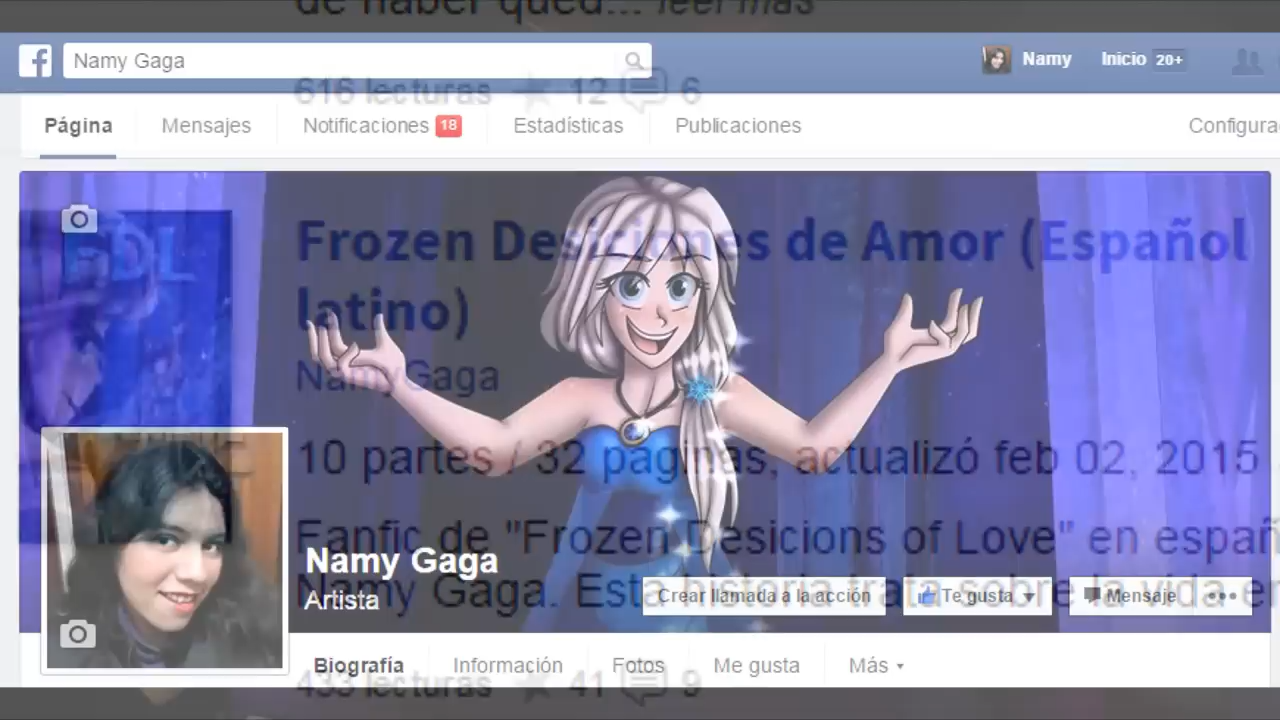 de haber qued... leer más
Namy Gaga
Namy
Inicio 20+
616 lecturas 12 6
Página
Mensajes
Notificaciones 18
Estadísticas
Publicaciones
Configura
FDL
Frozen Desiciones de Amor (Español
latino)
NamyGaga
10 partes / 32 páginas, actualizó feb 02, 2015
Fanfic de "Frozen Desicions of Love" en españ
Namy Gaga. Esta historia trata sobre la vida en
Namy Gaga
Artista
Crear llamada a la acción
Te gusta
Mensaje
Biografía
Información
Fotos
Me gusta
Más
433 lecturas 41 9